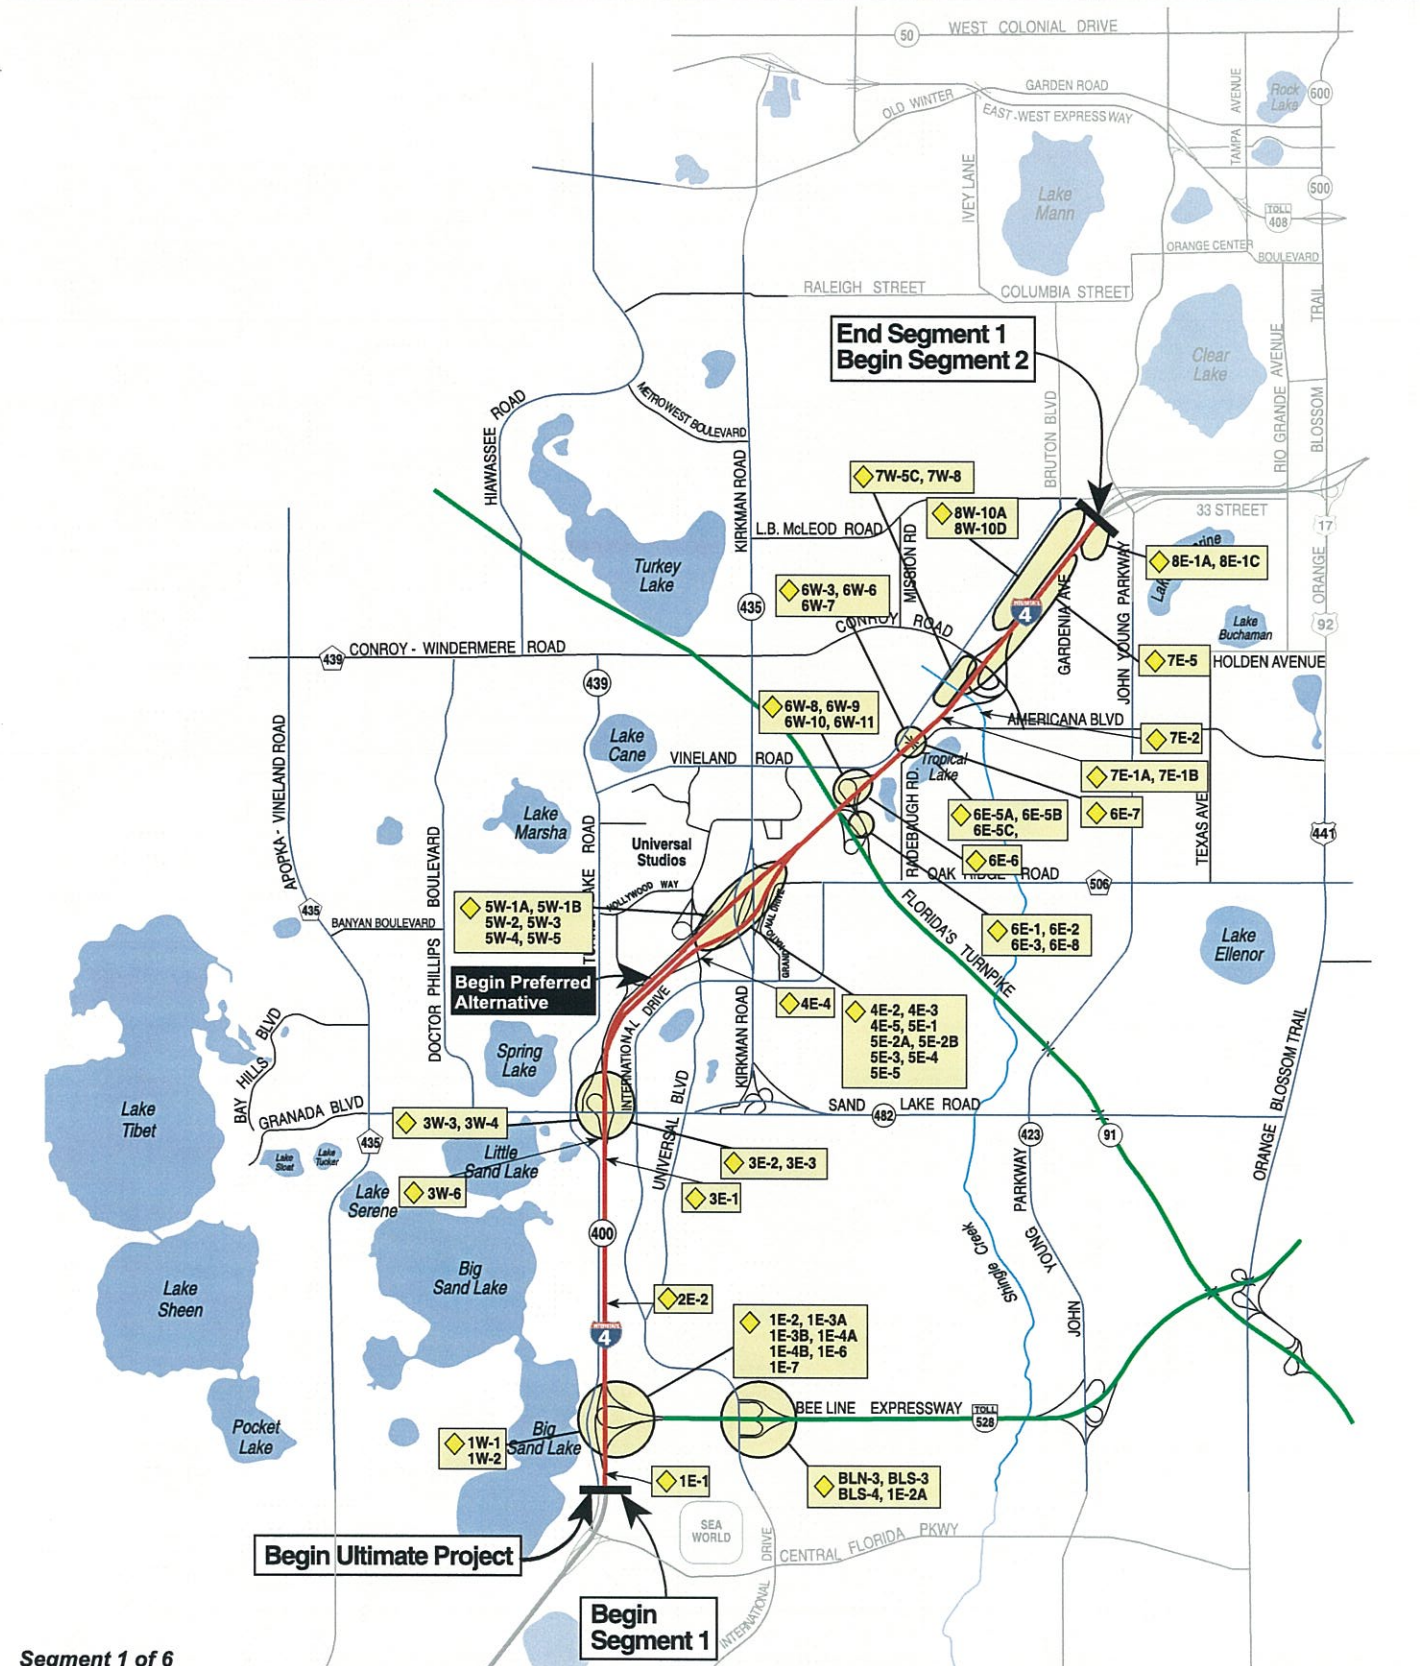 50
WEST COLONIAL DRIVE
GARDEN ROAD
OLD WINTER
EAST-WEST EXPRESSWAY
TAMPA AVENUE
Rock
Lake
600
IVEY LANE
Lake
Mann
500
TOLL
408
ORANGE CENTER
BOULEVARD
RALEIGH STREET
COLUMBIA STREET
End Segment 1
Begin Segment 2
Clear
Lake
TRAIL
BLOSSOM
ORANGE
RIO GRANDE AVENUE
BRUTON BLVD
HIAWASSEE ROAD
METROWEST BOULEVARD
KIRKMAN ROAD
7W-5C, 7W-8
8W-10A
8W-10D
L.B. McLEOD ROAD
MISSION RD
33 STREET
17
8E-1A, 8E-1C
Turkey
Lake
435
6W-3, 6W-6
6W-7
CONROY ROAD
INTERSTATE
4
GARDENIA AVE
JOHN YOUNG PARKWAY
Lake
Buchaman
92
439
CONROY - WINDERMERE ROAD
7E-5
HOLDEN AVENUE
439
6W-8, 6W-9
6W-10, 6W-11
AMERICANA BLVD
7E-2
APOPKA - VINELAND ROAD
Lake
Cane
VINELAND ROAD
Tropical
Lake
7E-1A, 7E-1B
Lake
Marsha
RADEBAUGH RD.
6E-5A, 6E-5B
6E-5C,
6E-7
TEXAS AVE
441
Universal
Studios
6E-6
OAK RIDGE ROAD
506
HOLLYWOOD WAY
5W-1A, 5W-1B
5W-2, 5W-3
5W-4, 5W-5
LAKE ROAD
FLORIDA'S TURNPIKE
6E-1, 6E-2
6E-3, 6E-8
Lake
Ellenor
435
BANYAN BOULEVARD
DOCTOR PHILLIPS BOULEVARD
Begin Preferred
Alternative
GRAND
4E-4
4E-2, 4E-3
4E-5, 5E-1
5E-2A, 5E-2B
5E-3, 5E-4
5E-5
INTERNATIONAL DRIVE
KIRKMAN ROAD
Spring
Lake
BAY HILLS BLVD
GRANADA BLVD
Lake
Tibet
UNIVERSAL BLVD
SAND LAKE ROAD
482
ORANGE BLOSSOM TRAIL
3W-3, 3W-4
435
423
91
Lake
Sloat
Lake
Tucker
Little
Sand Lake
3E-2, 3E-3
3W-6
3E-1
Lake
Serene
400
Shingle Creek
JOHN YOUNG PARKWAY
Lake
Sheen
Big
Sand Lake
2E-2
INTERSTATE
4
1E-2, 1E-3A
1E-3B, 1E-4A
1E-4B, 1E-6
1E-7
BEE LINE EXPRESSWAY
TOLL
528
Pocket
Lake
1W-1
1W-2
Big
Sand Lake
1E-1
BLN-3, BLS-3
BLS-4, 1E-2A
SEA
WORLD
INTERNATIONAL DRIVE
CENTRAL FLORIDA PKWY
Begin Ultimate Project
Begin
Segment 1
Segment 1 of 6